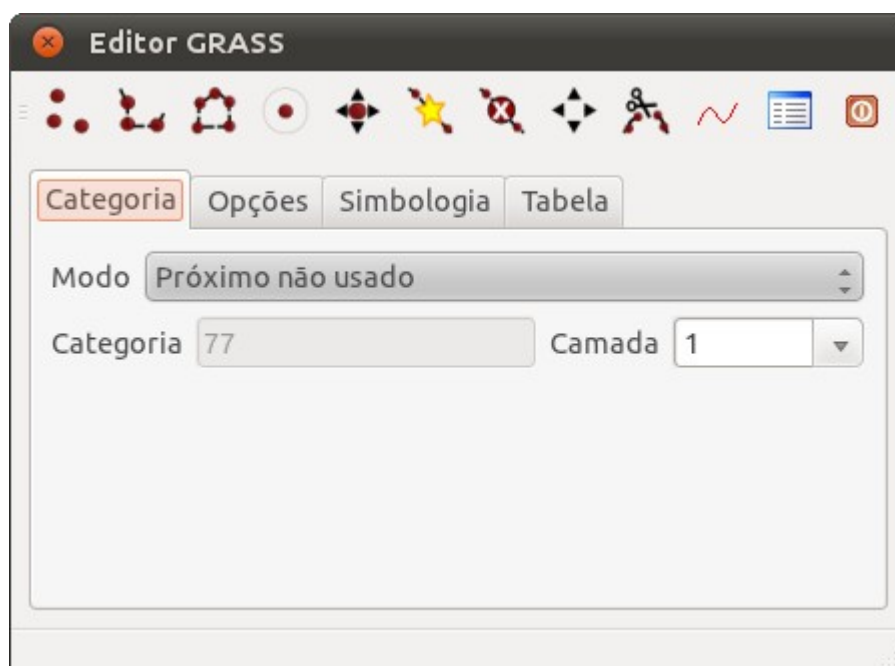 Editor GRASS
Categoria Opções Simbologia Tabela
Modo Próximo não usado
Categoria 77 Camada 1